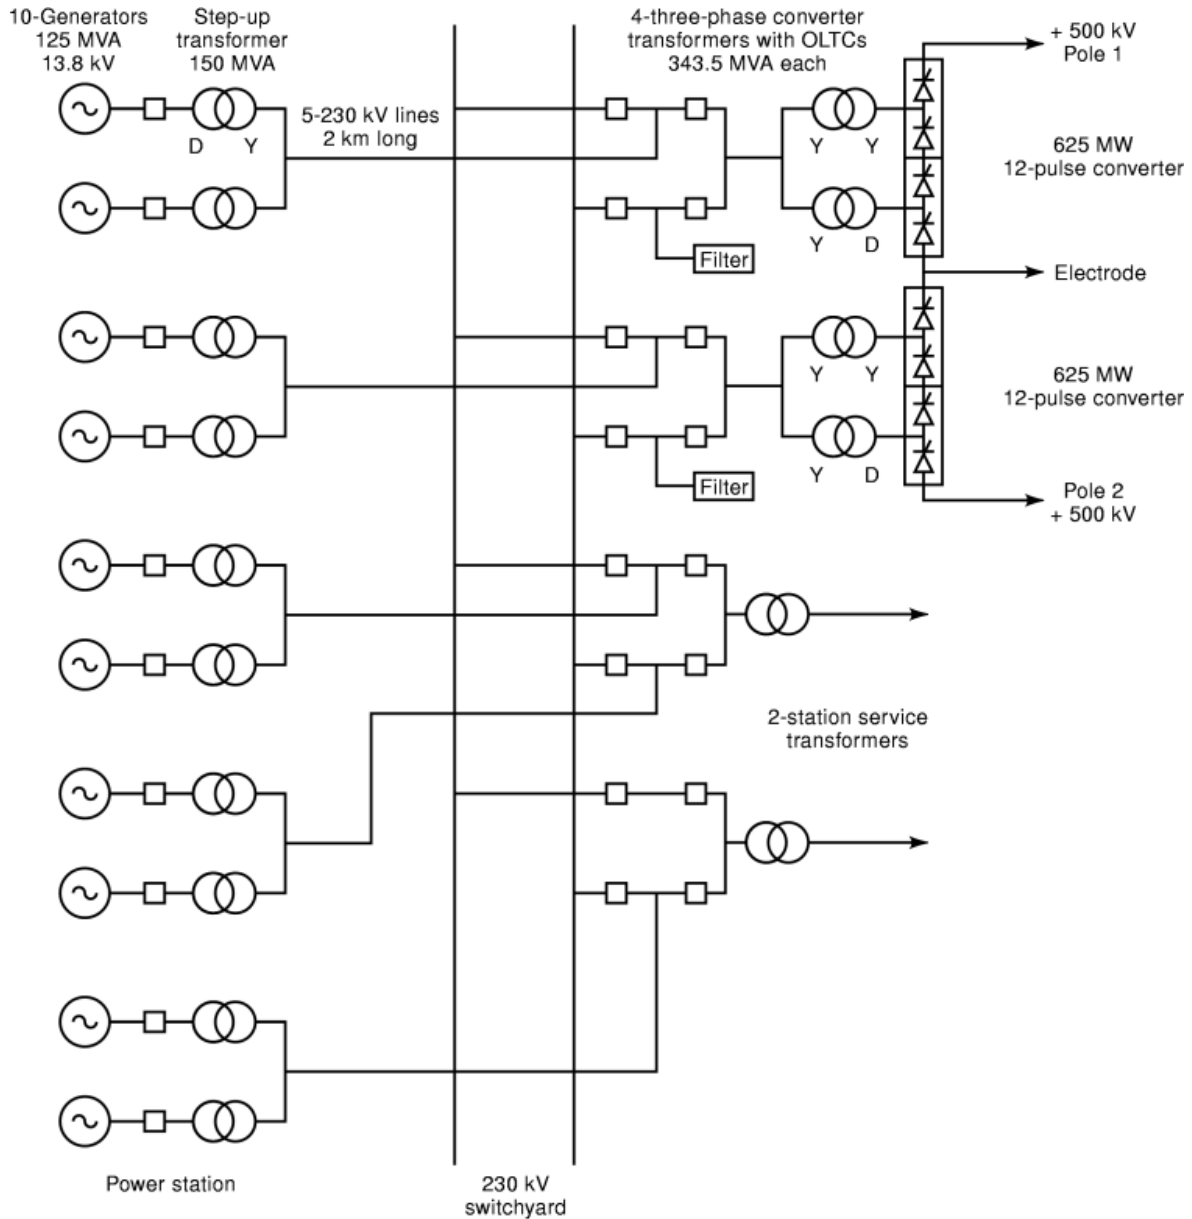 10-Generators
125 MVA
13.8 kV
Step-up
transformer
150 MVA
4-three-phase converter
transformers with OLTCs
343.5 MVA each
+ 500 kV
Pole 1
5-230 kV lines
2 km long
D
Y
Y
Y
625 MW
12-pulse converter
Y
D
Filter
Electrode
Y
Y
625 MW
12-pulse converter
Y
D
Filter
Pole 2
+ 500 kV
2-station service
transformers
Power station
230 kV
switchyard